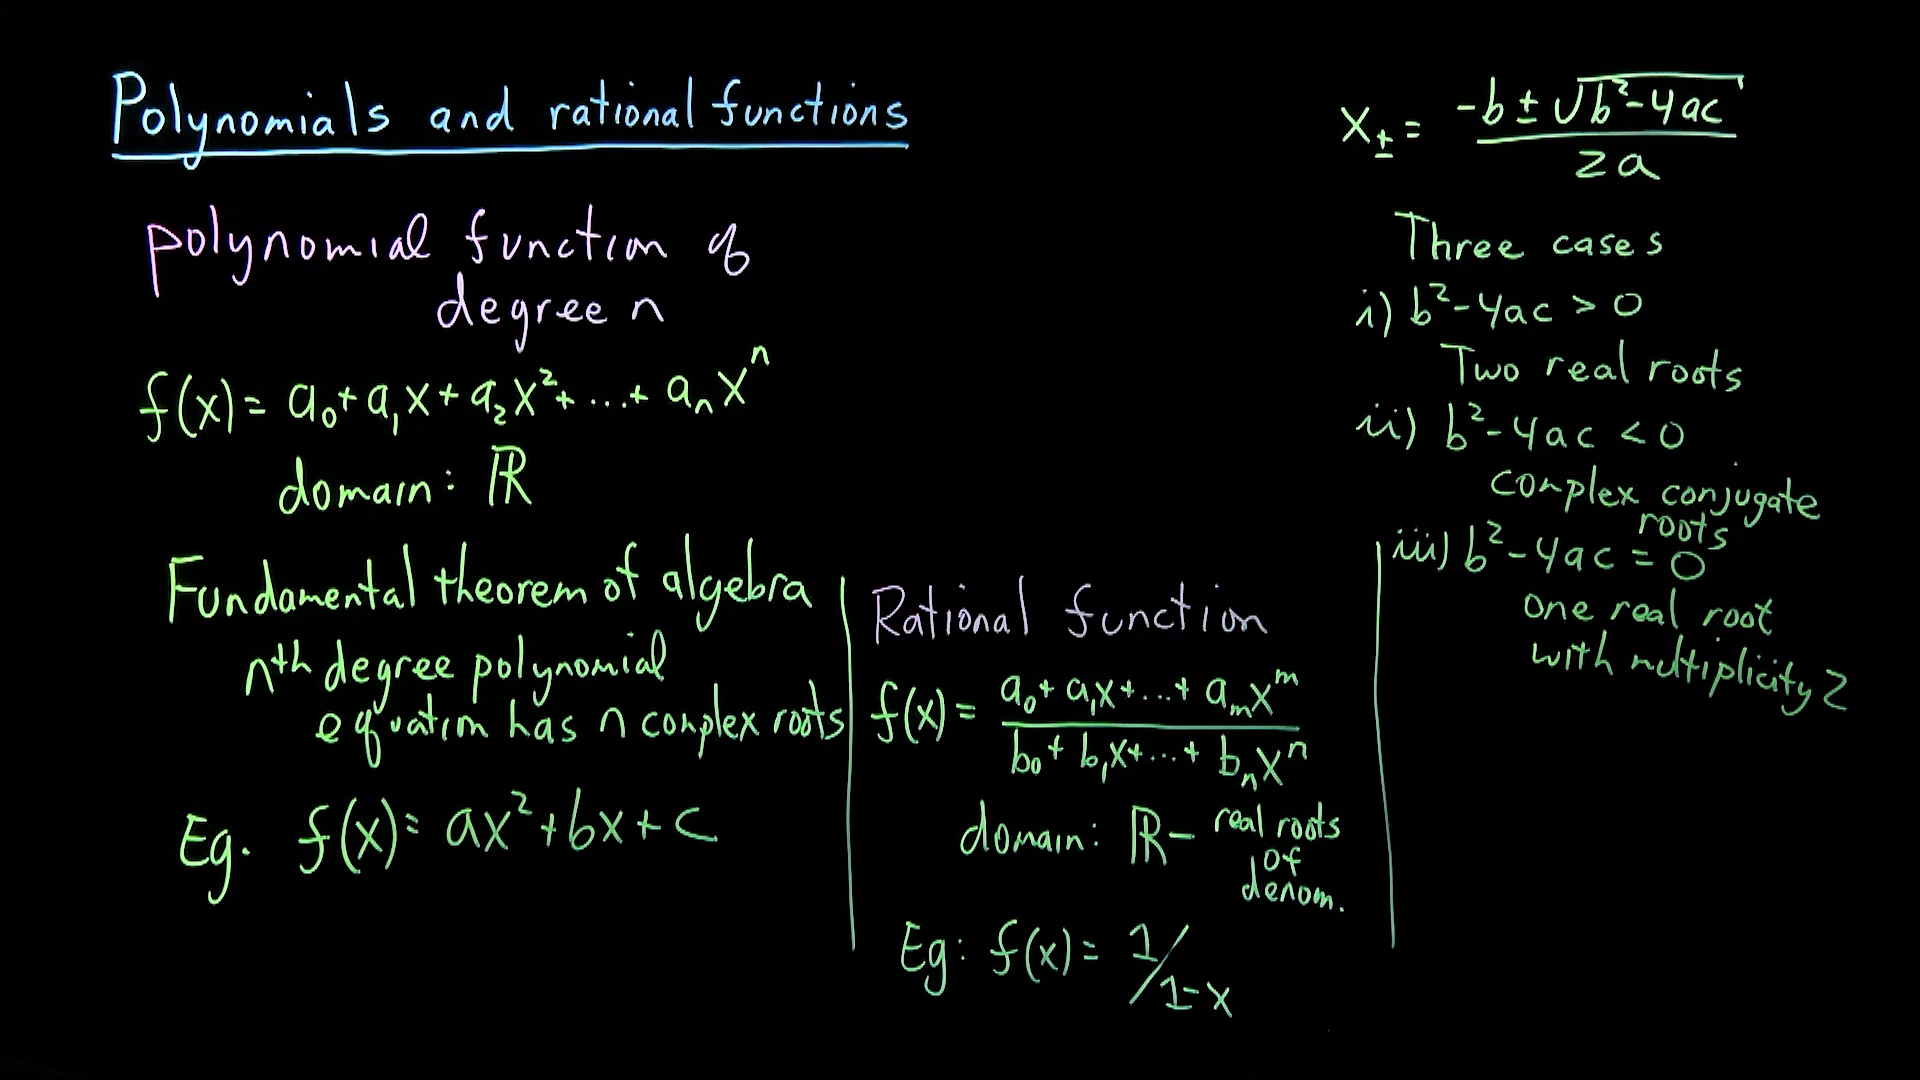 Polynomials and rational functions
polynomial function of
degree n
f(x) = a₀ + a₁x + a₂x² + ... + aₙxⁿ
domain: ℝ
Fundamental theorem of algebra
nth degree polynomial
equation has n complex roots
Eg. f(x) = ax² + bx + c
Rational function
f(x) = a₀ + a₁x + ... + aₘxᵐ
b₀ + b₁x + ... + bₙxⁿ
domain: ℝ - real roots
of
denom.
Eg: f(x) = 1/1-x
x± = -b ± √b²-4ac
2a
Three cases
i) b²-4ac > 0
Two real roots
ii) b²-4ac < 0
complex conjugate
roots
iii) b²-4ac = 0
one real root
with multiplicity 2